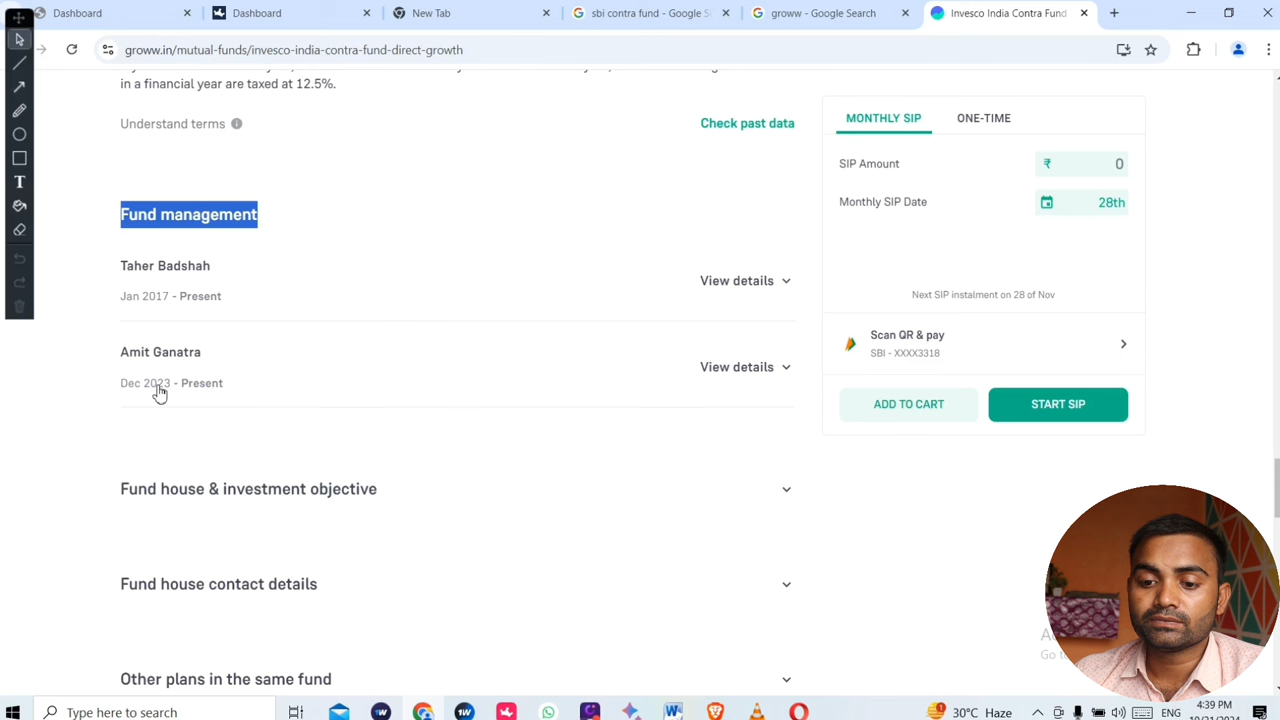 Dashboard
Dashboard
New Tab
sbi contra fund - Google
groww - Google Search
Invesco India Contra Fund
groww.in/mutual-funds/invesco-india-contra-fund-direct-growth
in a financial year are taxed at 12.5%.
Understand terms
Check past data
MONTHLY SIP
ONE-TIME
SIP Amount
₹
0
Monthly SIP Date
28th
Next SIP instalment on 28 of Nov
Scan QR & pay
SBI - XXXX3318
ADD TO CART
START SIP
Fund management
Taher Badshah
Jan 2017 - Present
View details
Amit Ganatra
Dec 2023 - Present
View details
Fund house & investment objective
Fund house contact details
Other plans in the same fund
T
Go to
Type here to search
30°C Haze
ENG
4:39 PM
10/31/2024